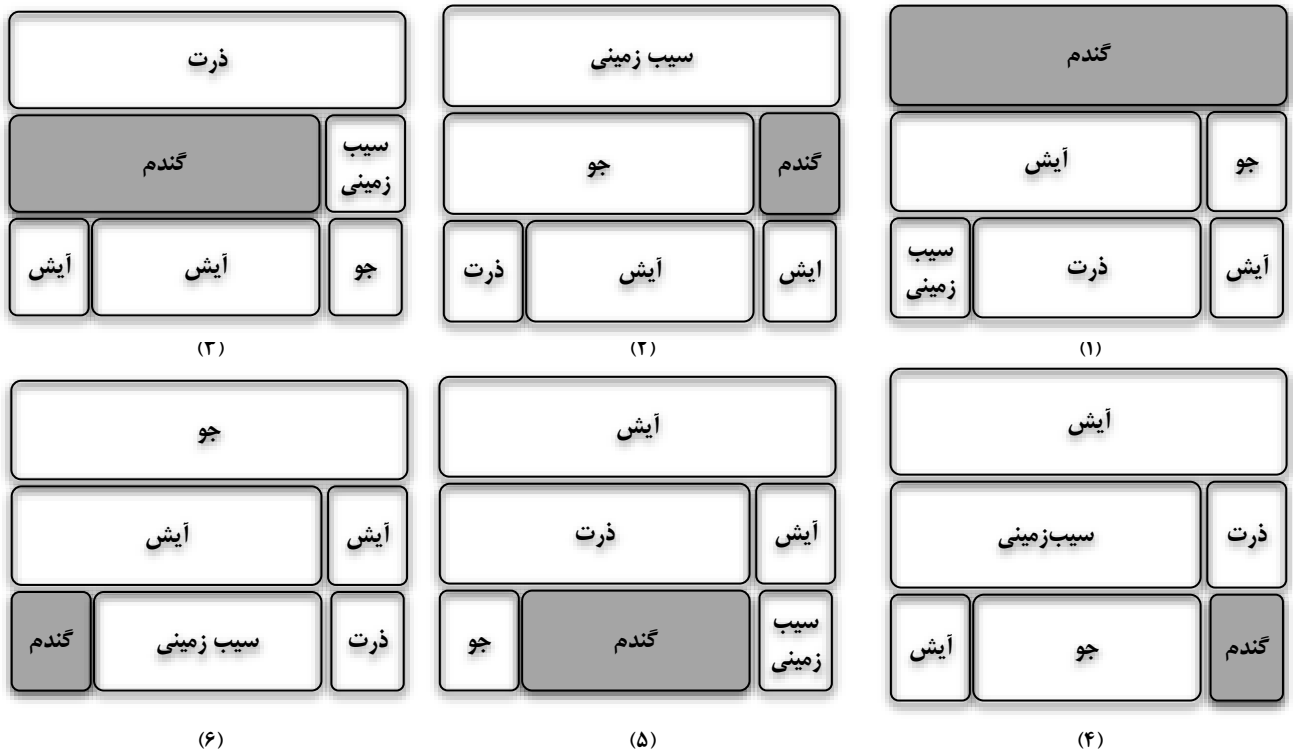 گندم
جو آیش
آیش ذرت سیب زمینی
(۱)
سیب زمینی
گندم جو
ایش آیش ذرت
(۲)
ذرت
سیب زمینی گندم
جو آیش آیش
(۳)
آیش
ذرت سیب‌زمینی
گندم جو آیش
(۴)
آیش
آیش ذرت
سیب زمینی گندم جو
(۵)
جو
آیش آیش
ذرت سیب زمینی گندم
(۶)